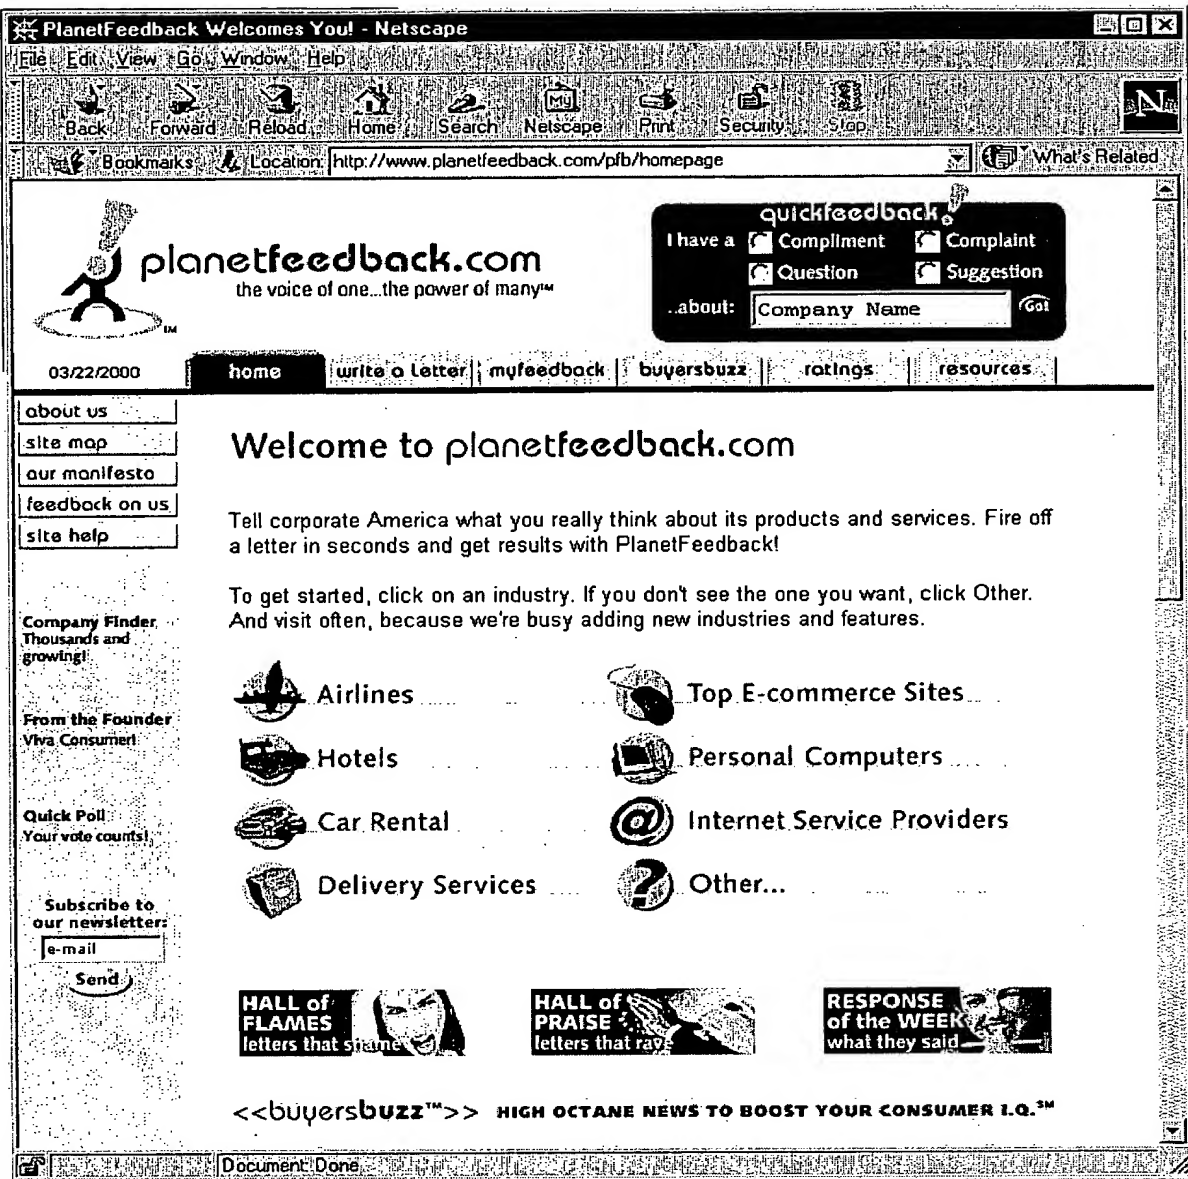 PlanetFeedback Welcomes You! - Netscape
File Edit View Go Window Help
Back Forward Reload Home Search Netscape Print Security Stop
My
N
Bookmarks Location: http://www.planetfeedback.com/pfb/homepage What's Related
planetfeedback.com
the voice of one...the power of many™
TM
quickfeedback
I have a Compliment Complaint
Question Suggestion
..about: Company Name Go!
03/22/2000 home write a letter myfeedback buyersbuzz ratings resources
about us
site map
our manifesto
feedback on us
site help
Company Finder
Thousands and
growing!
From the Founder
Viva Consumer!
Quick Poll
Your vote counts!
Subscribe to
our newsletter:
e-mail
Send
Welcome to planetfeedback.com
Tell corporate America what you really think about its products and services. Fire off
a letter in seconds and get results with PlanetFeedback!
To get started, click on an industry. If you don't see the one you want, click Other.
And visit often, because we're busy adding new industries and features.
Airlines Top E-commerce Sites
Hotels Personal Computers
Car Rental @ Internet Service Providers
Delivery Services ? Other...
HALL of
FLAMES
letters that shame
HALL of
PRAISE
letters that rave
RESPONSE
of the WEEK
what they said
<<buyersbuzz™>> HIGH OCTANE NEWS TO BOOST YOUR CONSUMER I.Q.℠
Document: Done